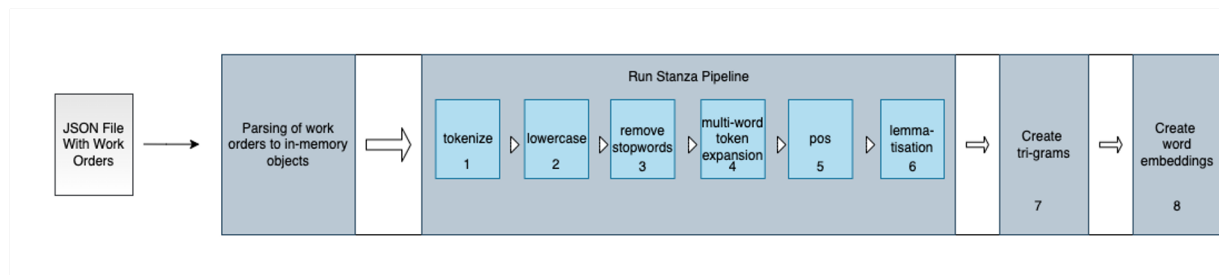 JSON File
With Work
Orders
Parsing of work
orders to in-memory
objects
Run Stanza Pipeline
tokenize
1
lowercase
2
remove
stopwords
3
multi-word
token
expansion
4
pos
5
lemma-
tisation
6
Create
tri-grams
7
Create
word
embeddings
8